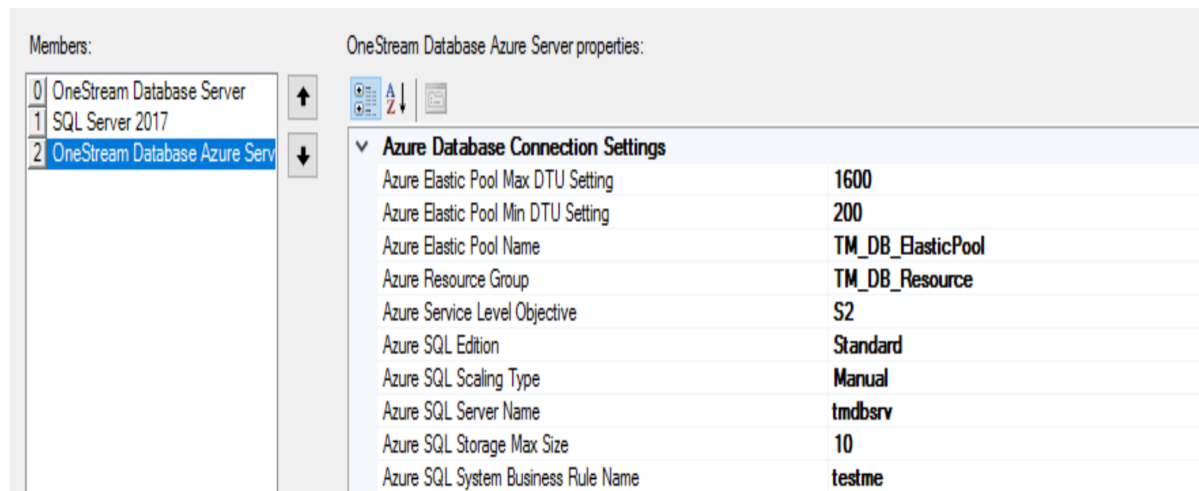 Members:
OneStream Database Azure Server properties:
0 OneStream Database Server
1 SQL Server 2017
2 OneStream Database Azure Serv
Azure Database Connection Settings
Azure Elastic Pool Max DTU Setting 1600
Azure Elastic Pool Min DTU Setting 200
Azure Elastic Pool Name TM_DB_ElasticPool
Azure Resource Group TM_DB_Resource
Azure Service Level Objective S2
Azure SQL Edition Standard
Azure SQL Scaling Type Manual
Azure SQL Server Name tmdbsrv
Azure SQL Storage Max Size 10
Azure SQL System Business Rule Name testme